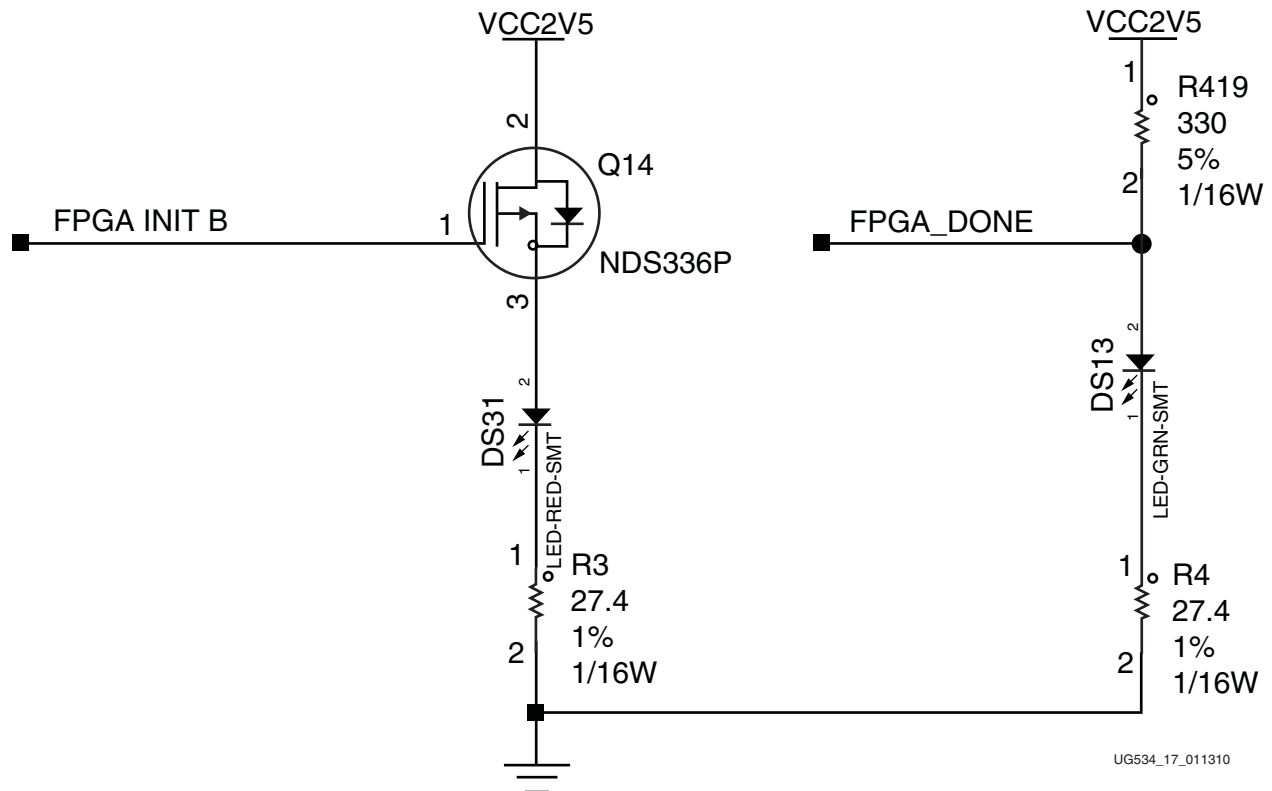 VCC2V5
2
Q14
FPGA INIT B
1
NDS336P
3
2
DS31
1
LED-RED-SMT
1
R3
27.4
1%
1/16W
2
VCC2V5
1
R419
330
5%
1/16W
2
FPGA_DONE
2
DS13
1
LED-GRN-SMT
1
R4
27.4
1%
1/16W
2
UG534_17_011310